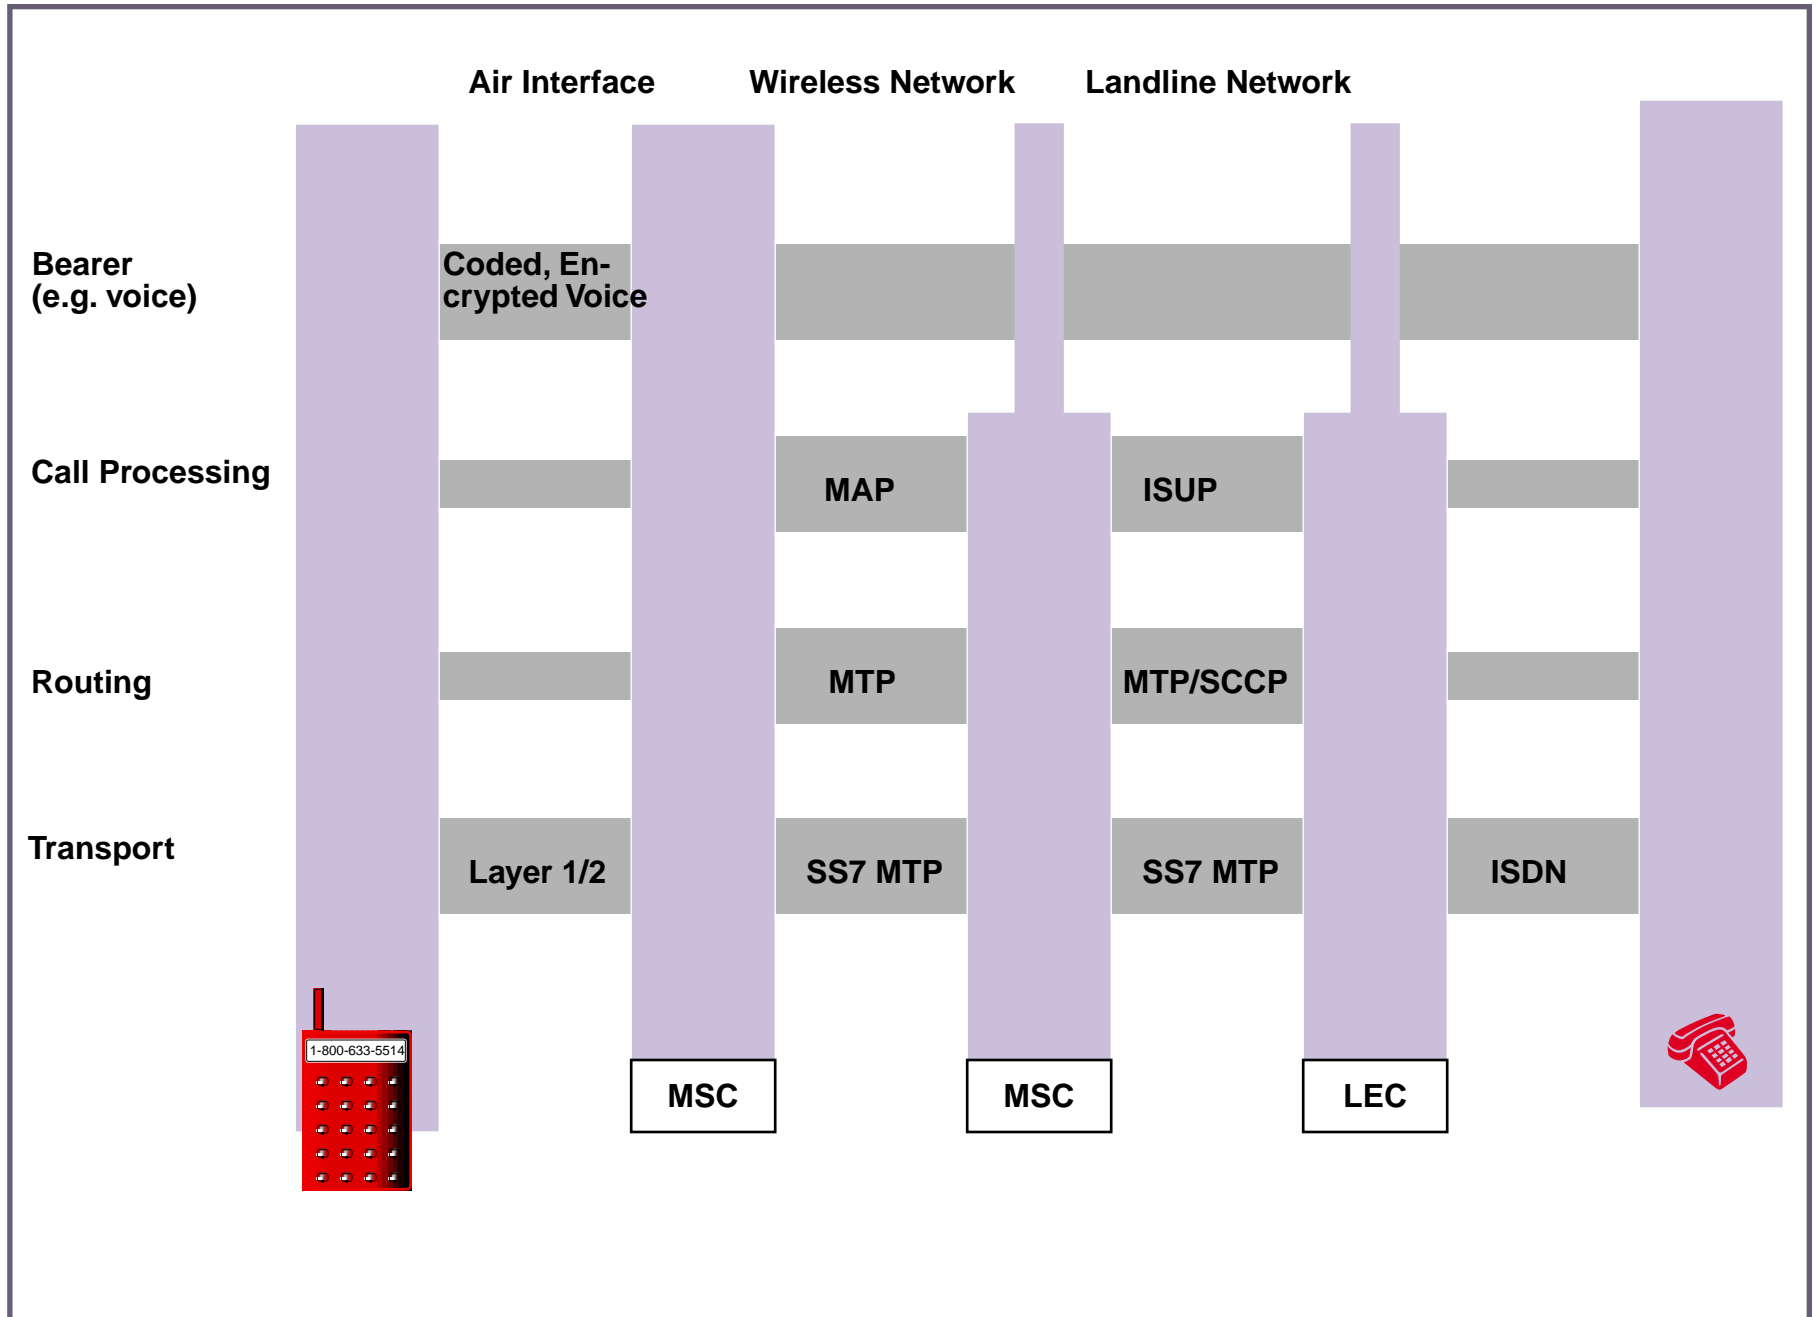 Air Interface
Wireless Network
Landline Network
Bearer
(e.g. voice)
Coded, En-
crypted Voice
Call Processing
MAP
ISUP
Routing
MTP
MTP/SCCP
Transport
Layer 1/2
SS7 MTP
SS7 MTP
ISDN
1-800-633-5514
MSC
MSC
LEC